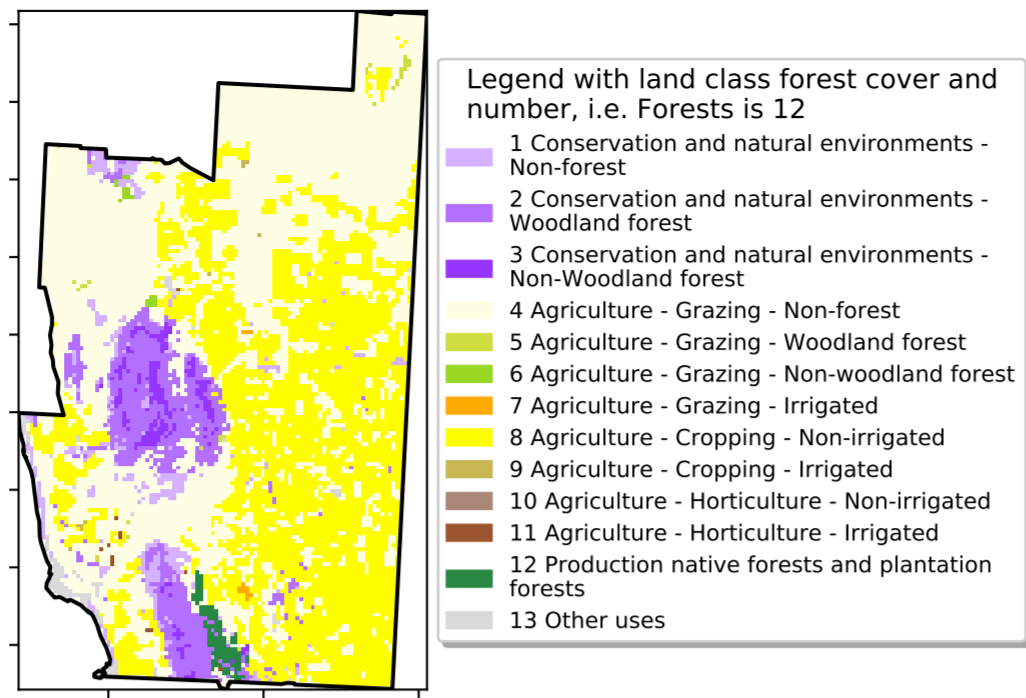 Legend with land class forest cover and
number, i.e. Forests is 12
1 Conservation and natural environments -
Non-forest
2 Conservation and natural environments -
Woodland forest
3 Conservation and natural environments -
Non-Woodland forest
4 Agriculture - Grazing - Non-forest
5 Agriculture - Grazing - Woodland forest
6 Agriculture - Grazing - Non-woodland forest
7 Agriculture - Grazing - Irrigated
8 Agriculture - Cropping - Non-irrigated
9 Agriculture - Cropping - Irrigated
10 Agriculture - Horticulture - Non-irrigated
11 Agriculture - Horticulture - Irrigated
12 Production native forests and plantation
forests
13 Other uses